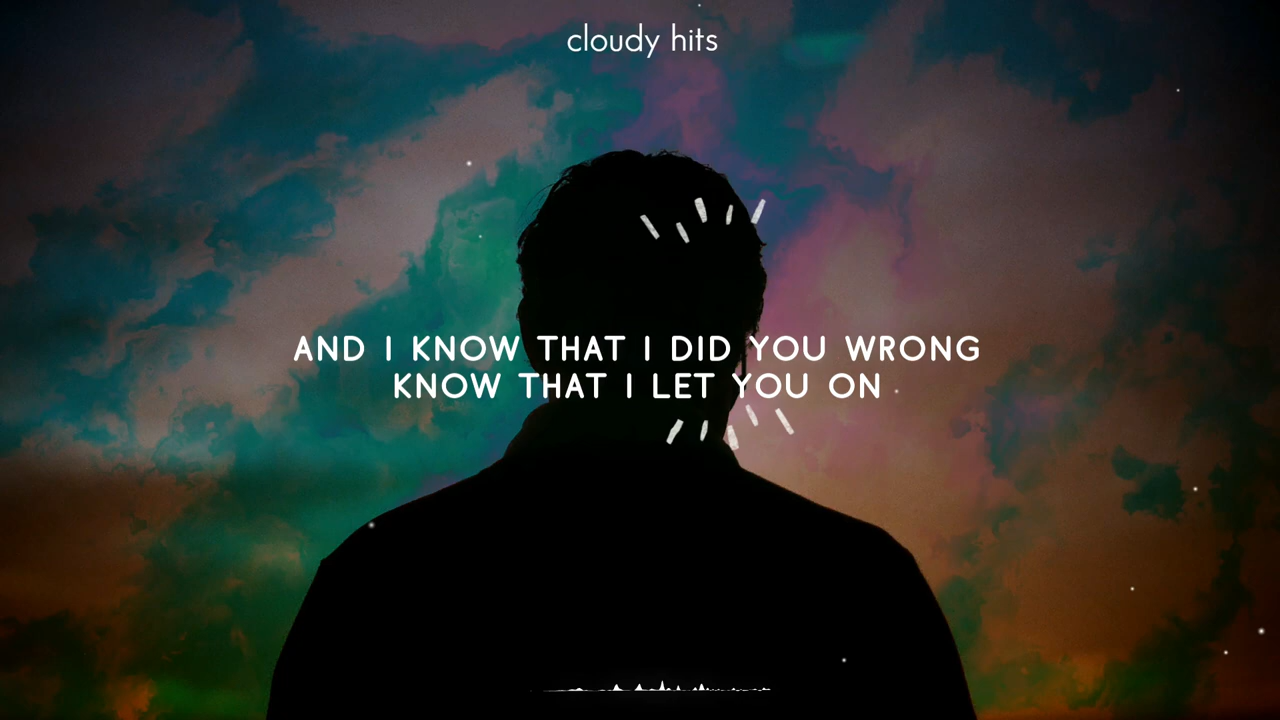 cloudy hits
AND I KNOW THAT I DID YOU WRONG
KNOW THAT I LET YOU ON